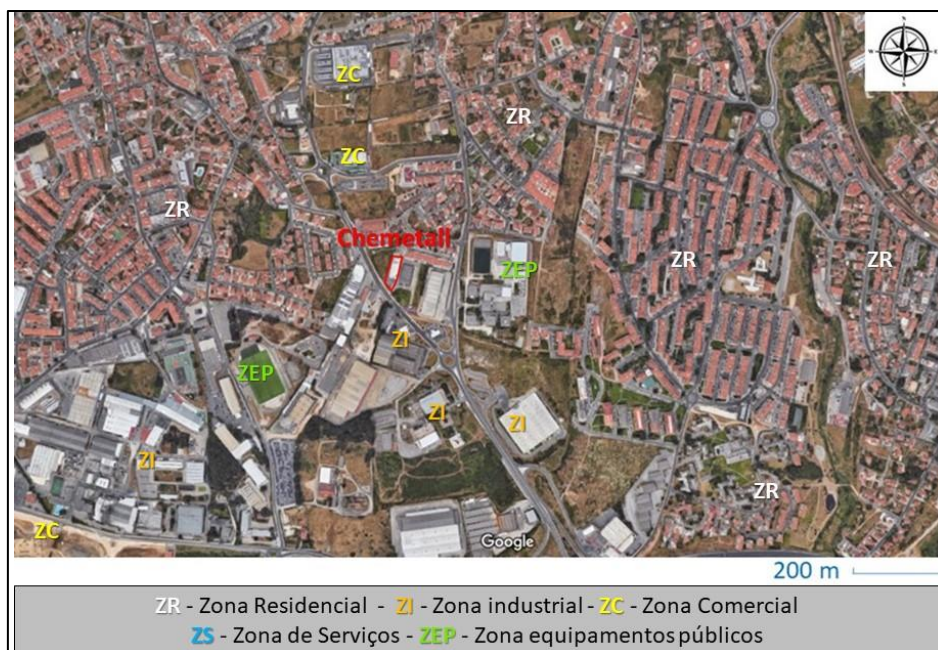 N
ZC
ZR
ZC
ZR
Chemetall
ZEP
ZR
ZR
ZI
ZEP
ZI
ZI
ZI
ZR
ZC
Google
200 m
ZR - Zona Residencial - ZI - Zona industrial - ZC - Zona Comercial
ZS - Zona de Serviços - ZEP - Zona equipamentos públicos